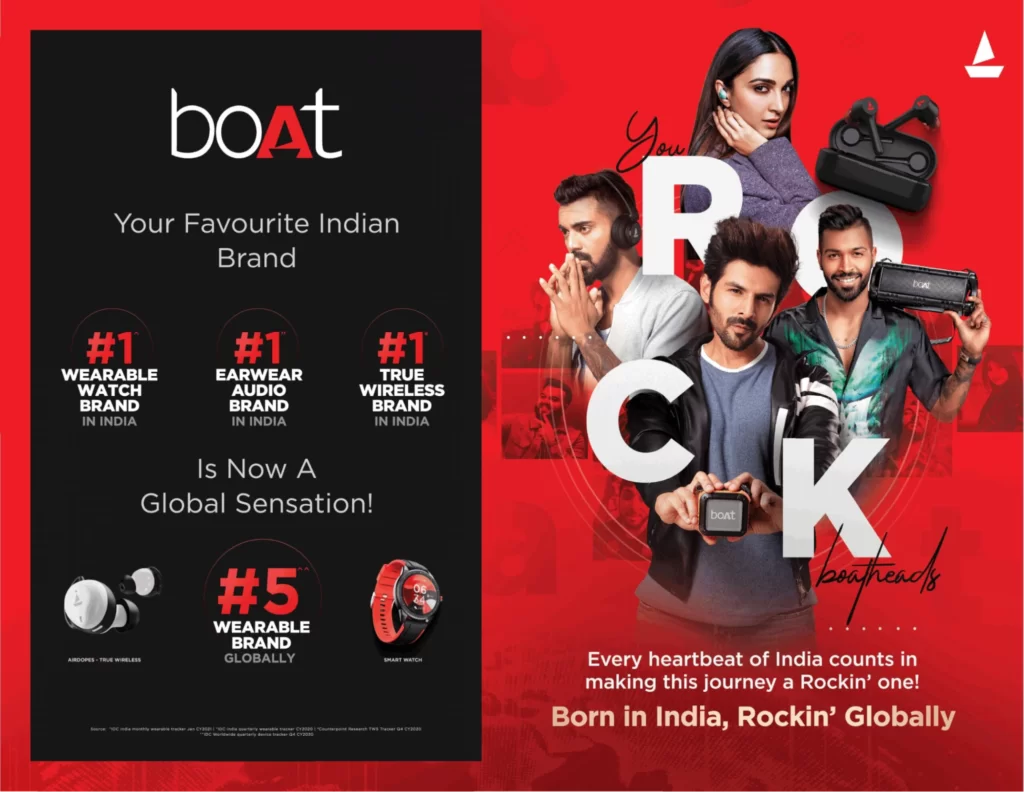 boAt
Your Favourite Indian
Brand
#1^^
WEARABLE
WATCH
BRAND
IN INDIA
#1**
EARWEAR
AUDIO
BRAND
IN INDIA
#1*
TRUE
WIRELESS
BRAND
IN INDIA
Is Now A
Global Sensation!
AIRDOPES - TRUE WIRELESS
#5^^
WEARABLE
BRAND
GLOBALLY
SMART WATCH
You
ROCK
boatheads
boAt
boAt
Every heartbeat of India counts in
making this journey a Rockin' one!
Born in India, Rockin' Globally